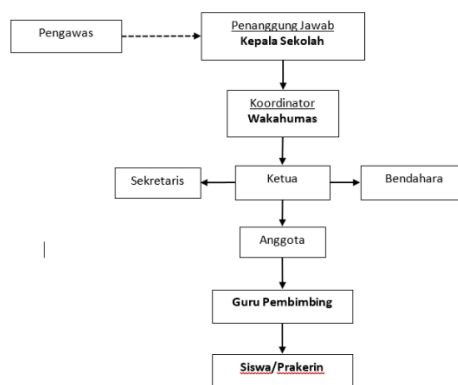 Pengawas
Penanggung Jawab
Kepala Sekolah
Koordinator
Wakahumas
Sekretaris
Ketua
Bendahara
Anggota
Guru Pembimbing
Siswa/Prakerin